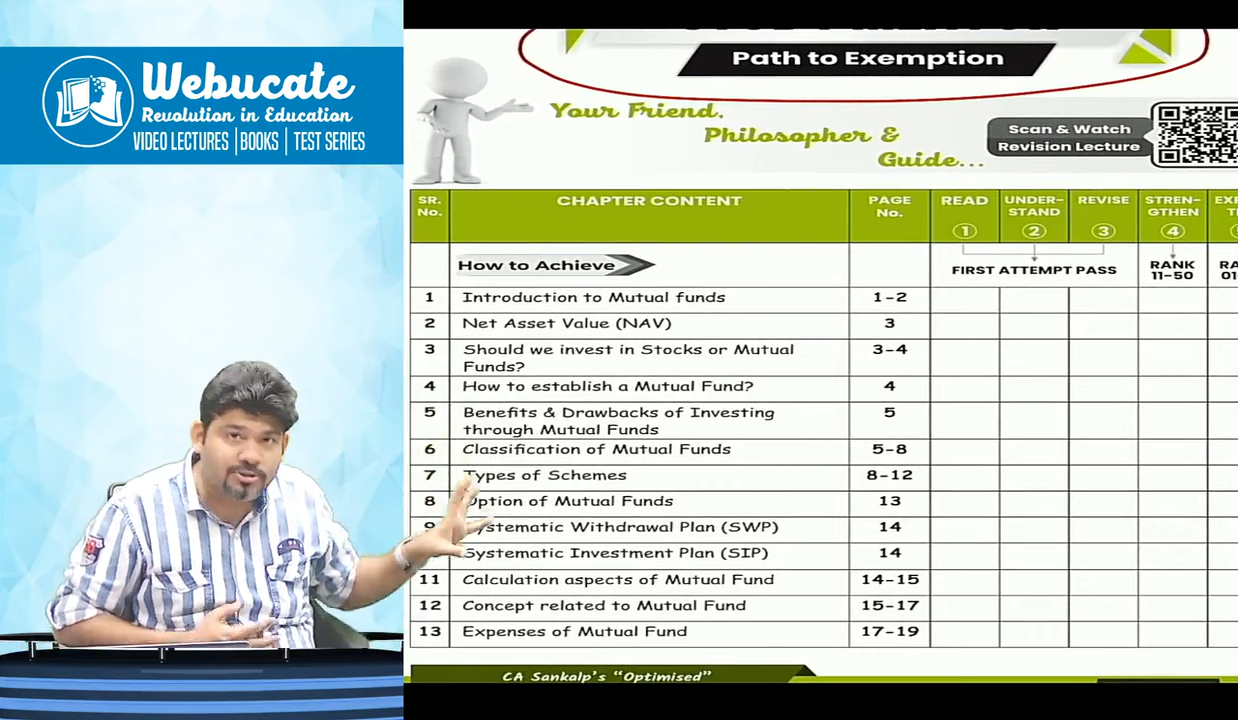 Webucate
Revolution in Education
VIDEO LECTURES | BOOKS | TEST SERIES
Path to Exemption
Your Friend,
Philosopher &
Guide...
Scan & Watch
Revision Lecture
SR. No. CHAPTER CONTENT PAGE No. READ UNDER-STAND REVISE STREN-GTHEN
1 2 3 4
How to Achieve FIRST ATTEMPT PASS RANK 11-50
1 Introduction to Mutual funds 1-2
2 Net Asset Value (NAV) 3
3 Should we invest in Stocks or Mutual 3-4
Funds?
4 How to establish a Mutual Fund? 4
5 Benefits & Drawbacks of Investing 5
through Mutual Funds
6 Classification of Mutual Funds 5-8
7 Types of Schemes 8-12
8 Option of Mutual Funds 13
9 Systematic Withdrawal Plan (SWP) 14
Systematic Investment Plan (SIP) 14
11 Calculation aspects of Mutual Fund 14-15
12 Concept related to Mutual Fund 15-17
13 Expenses of Mutual Fund 17-19
CA Sankalp's "Optimised"